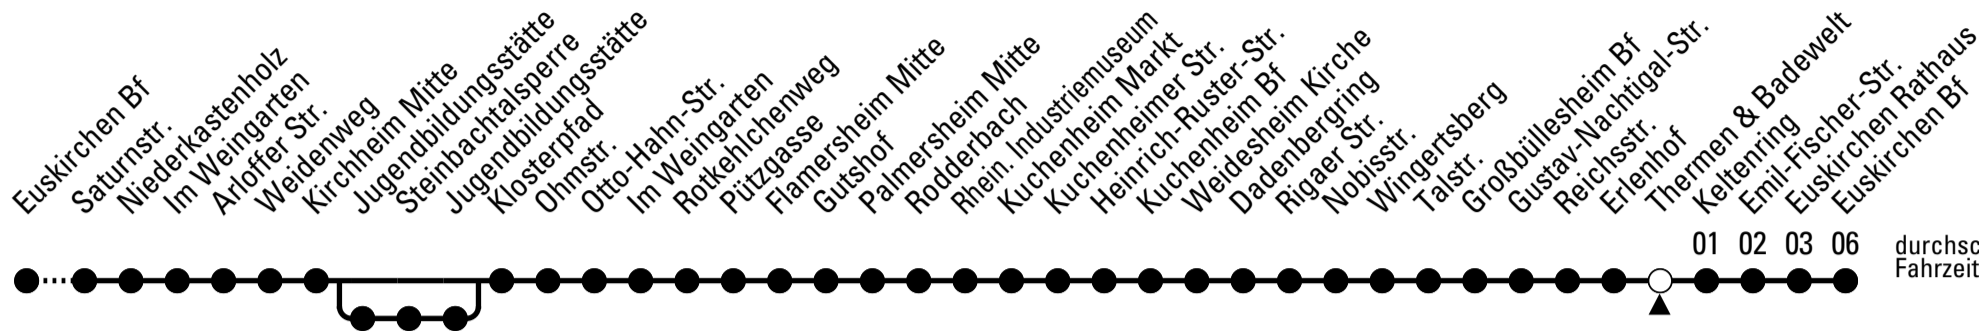 Euskirchen Bf
Saturnstr.
Niederkastenholz
Im Weingarten
Arloffer Str.
Weidenweg
Kirchheim Mitte
Jugendbildungsstätte
Steinbachtalsperre
Jugendbildungsstätte
Klosterpfad
Ohmstr.
Otto-Hahn-Str.
Im Weingarten
Rotkehlchenweg
Pützgasse
Flamersheim Mitte
Gutshof
Palmersheim Mitte
Rodderbach
Rhein. Industriemuseum
Kuchenheim Markt
Kuchenheimer Str.
Heinrich-Ruster-Str.
Kuchenheim Bf
Weidesheim Kirche
Dadenbergring
Rigaer Str.
Nobisstr.
Wingertsberg
Talstr.
Großbüllesheim Bf
Gustav-Nachtigal-Str.
Reichsstr.
Erlenhof
Thermen & Badewelt
Keltenring
Emil-Fischer-Str.
Euskirchen Rathaus
Euskirchen Bf
01 02 03 06
durchsc
Fahrzeit